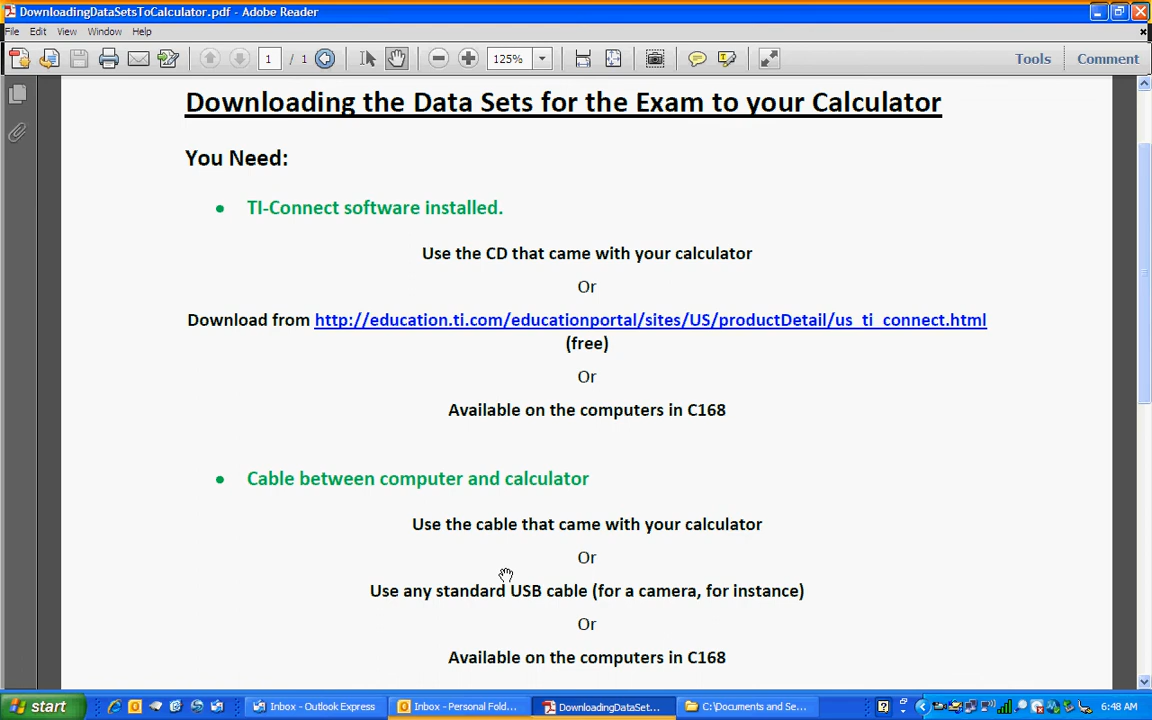 DownloadingDataSetsToCalculator.pdf - Adobe Reader
File Edit View Window Help
1 / 1 125% Tools Comment
Downloading the Data Sets for the Exam to your Calculator
You Need:
• TI-Connect software installed.
Use the CD that came with your calculator
Or
Download from http://education.ti.com/educationportal/sites/US/productDetail/us_ti_connect.html
(free)
Or
Available on the computers in C168
• Cable between computer and calculator
Use the cable that came with your calculator
Or
Use any standard USB cable (for a camera, for instance)
Or
Available on the computers in C168
start Inbox - Outlook Express Inbox - Personal Fold... DownloadingDataSet... C:\Documents and Se... 6:48 AM